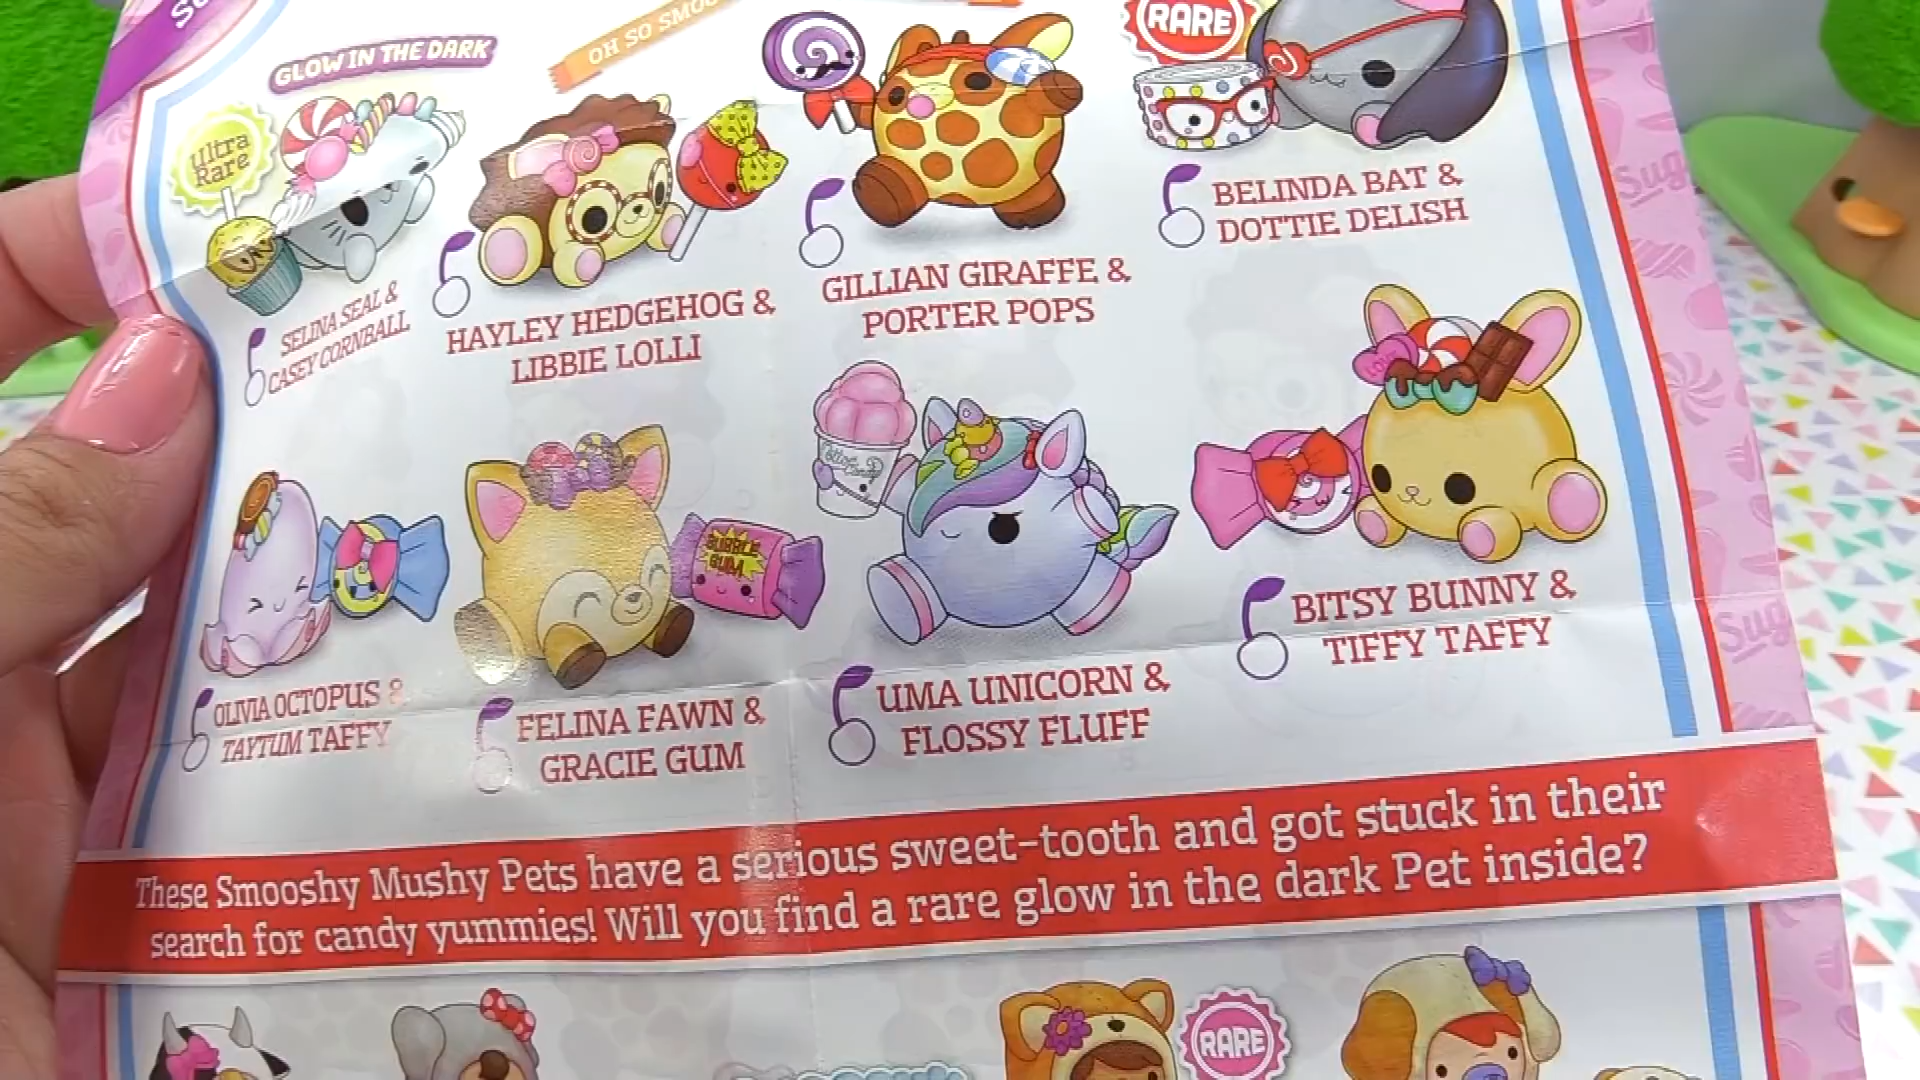 GLOW IN THE DARK
OH SO SMOO
RARE
Ultra
Rare
SELINA SEAL &
CASEY CORNBALL
HAYLEY HEDGEHOG &
LIBBIE LOLLI
GILLIAN GIRAFFE &
PORTER POPS
BELINDA BAT &
DOTTIE DELISH
Sug
BUBBLE
GUM
OLIVIA OCTOPUS &
TAYTUM TAFFY
FELINA FAWN &
GRACIE GUM
UMA UNICORN &
FLOSSY FLUFF
BITSY BUNNY &
TIFFY TAFFY
Sug
These Smooshy Mushy Pets have a serious sweet-tooth and got stuck in their
search for candy yummies! Will you find a rare glow in the dark Pet inside?
RARE